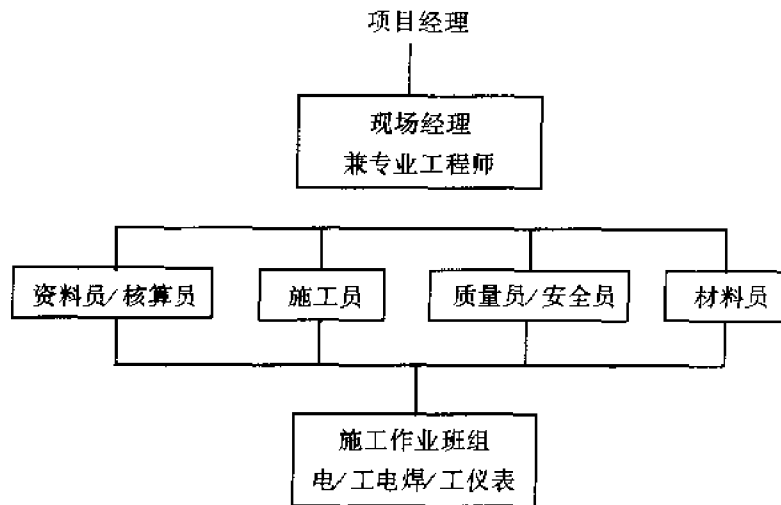 项目经理
现场经理
兼专业工程师
资料员/核算员
施工员
质量员/安全员
材料员
施工作业班组
电/工电焊/工仪表